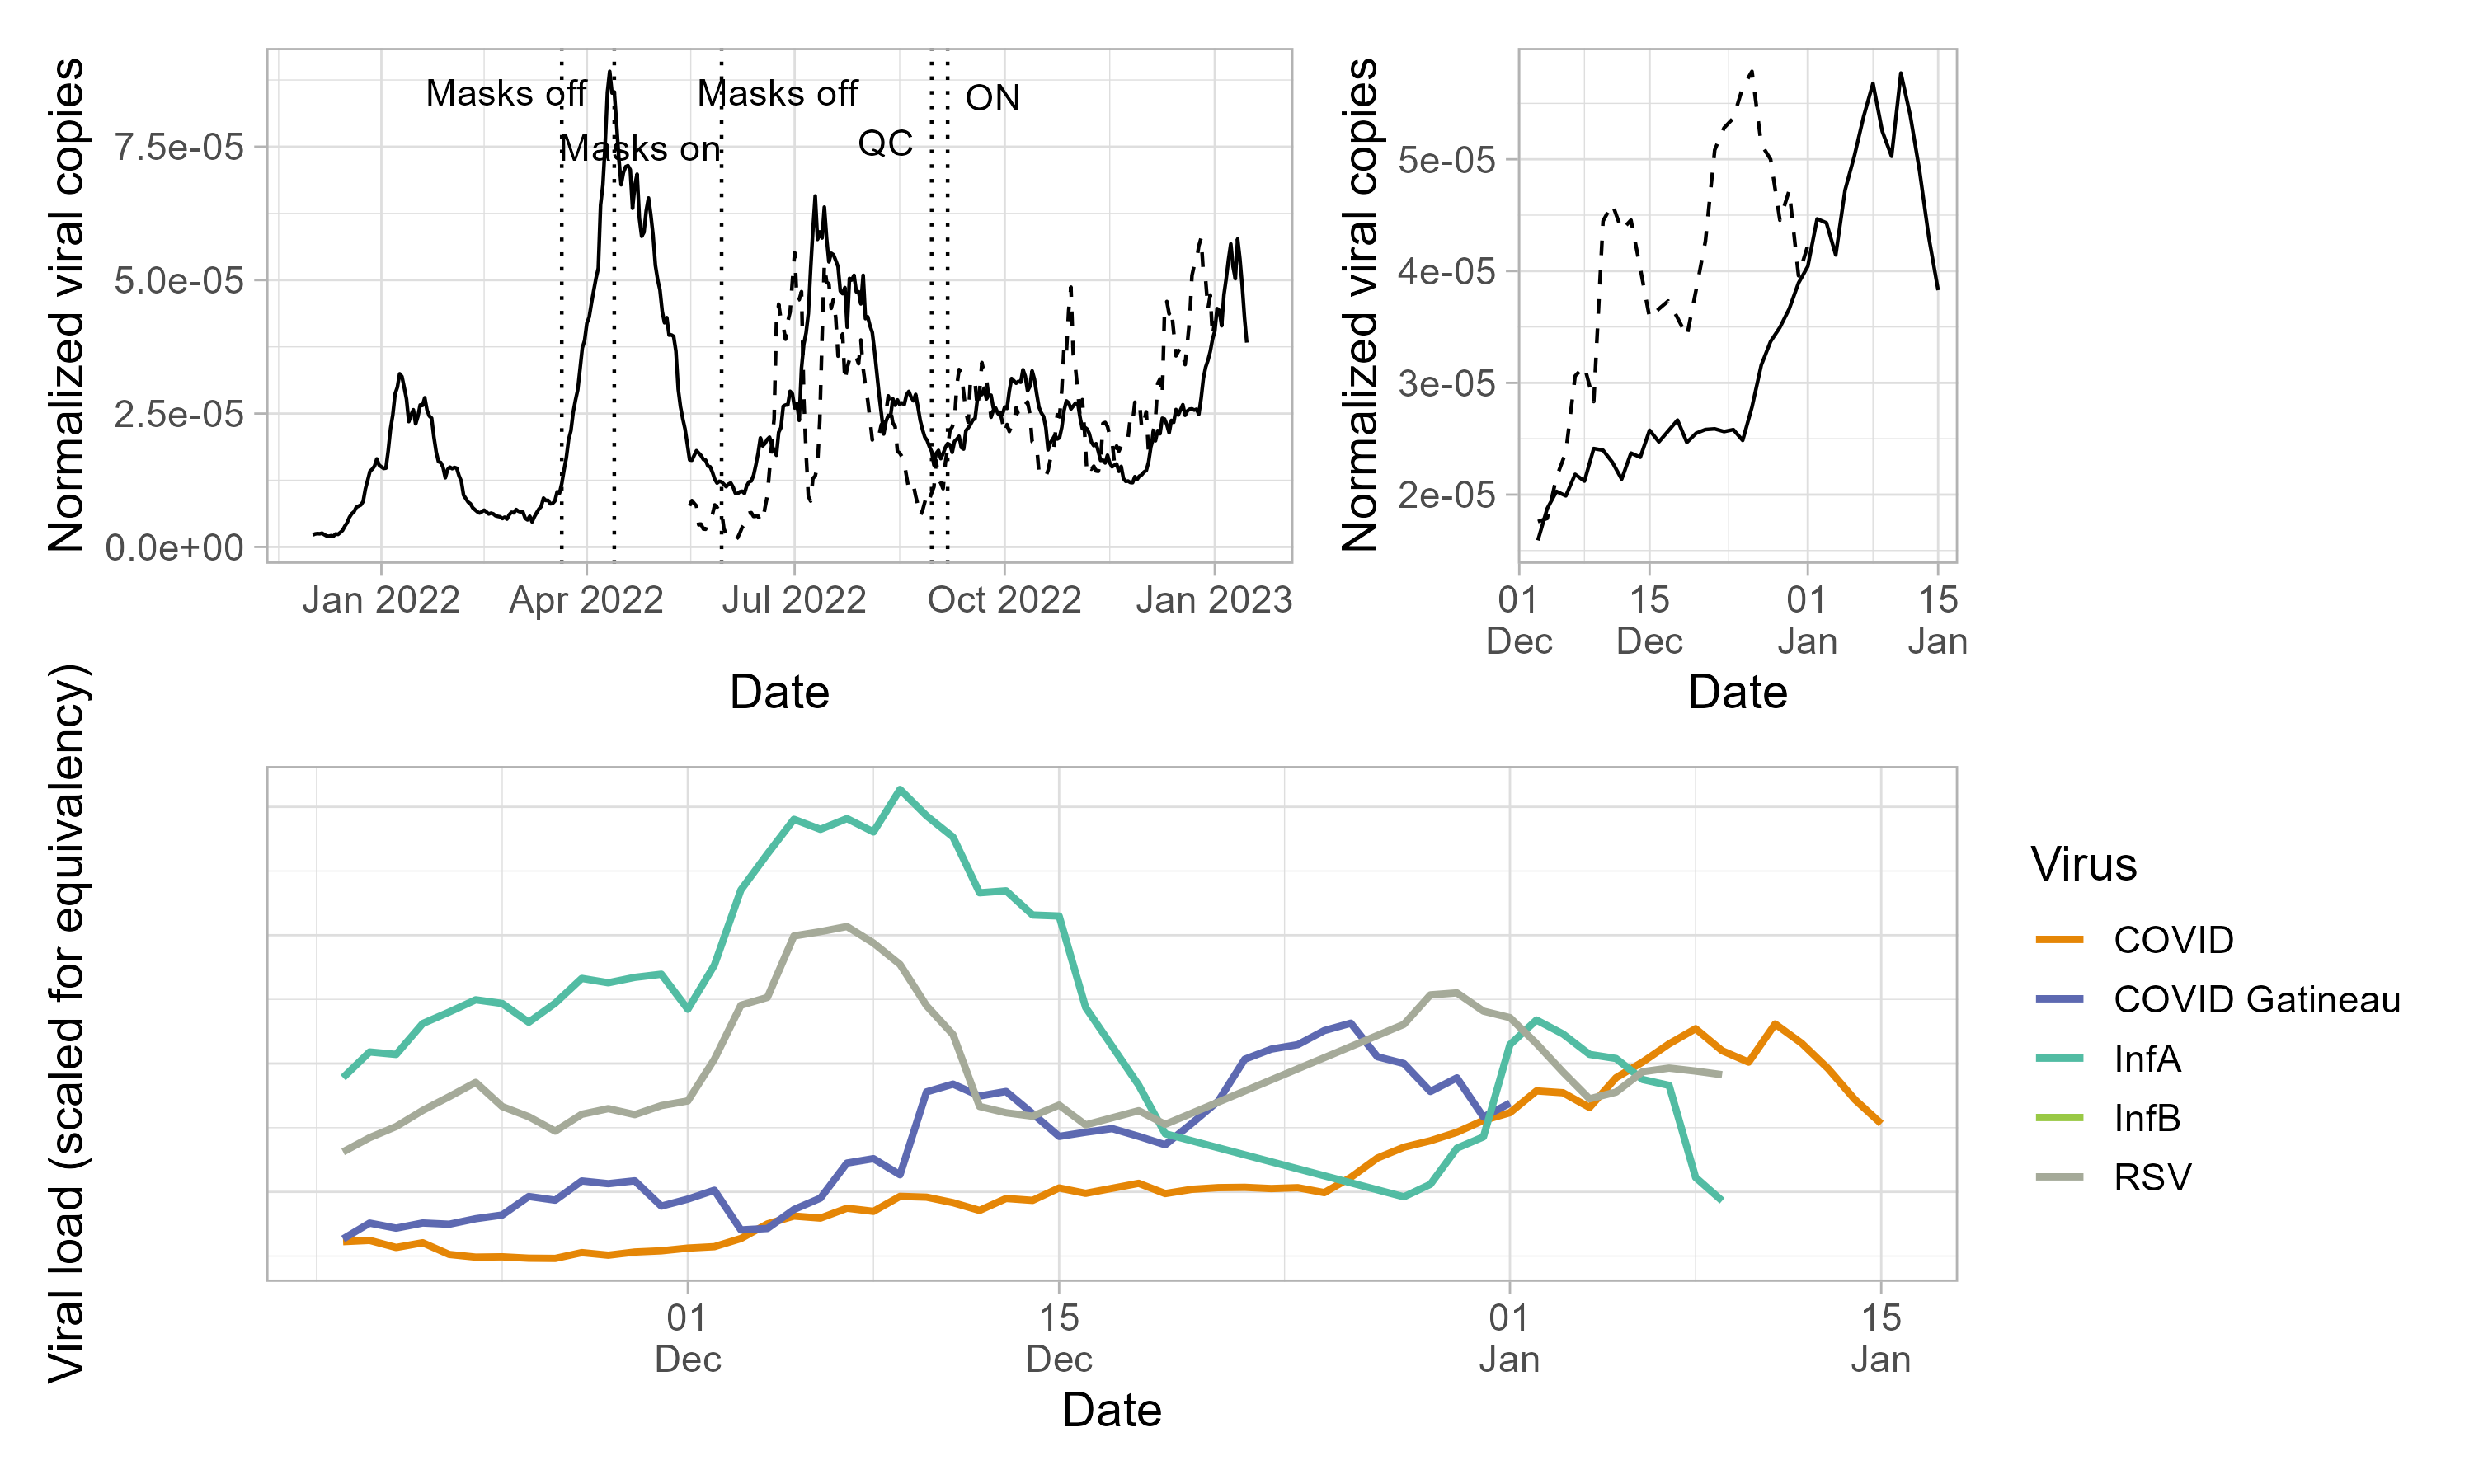 Normalized viral copies
7.5e-05
5.0e-05
2.5e-05
0.0e+00
Masks off
Masks on
Masks off
QC
ON
Jan 2022
Apr 2022
Jul 2022
Oct 2022
Jan 2023
Date
Normalized viral copies
5e-05
4e-05
3e-05
2e-05
01
Dec
15
Dec
01
Jan
15
Jan
Date
Viral load (scaled for equivalency)
01
Dec
15
Dec
01
Jan
15
Jan
Date
Virus
COVID
COVID Gatineau
InfA
InfB
RSV